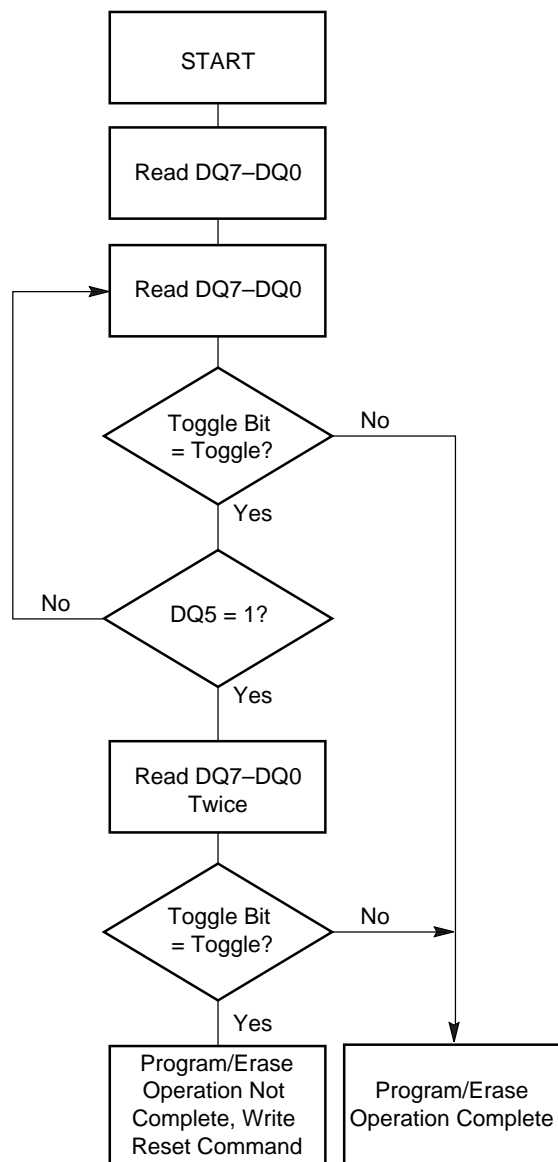 START
Read DQ7–DQ0
Read DQ7–DQ0
Toggle Bit
= Toggle?
No
Yes
No
DQ5 = 1?
Yes
Read DQ7–DQ0
Twice
Toggle Bit
= Toggle?
No
Yes
Program/Erase
Operation Not
Complete, Write
Reset Command
Program/Erase
Operation Complete